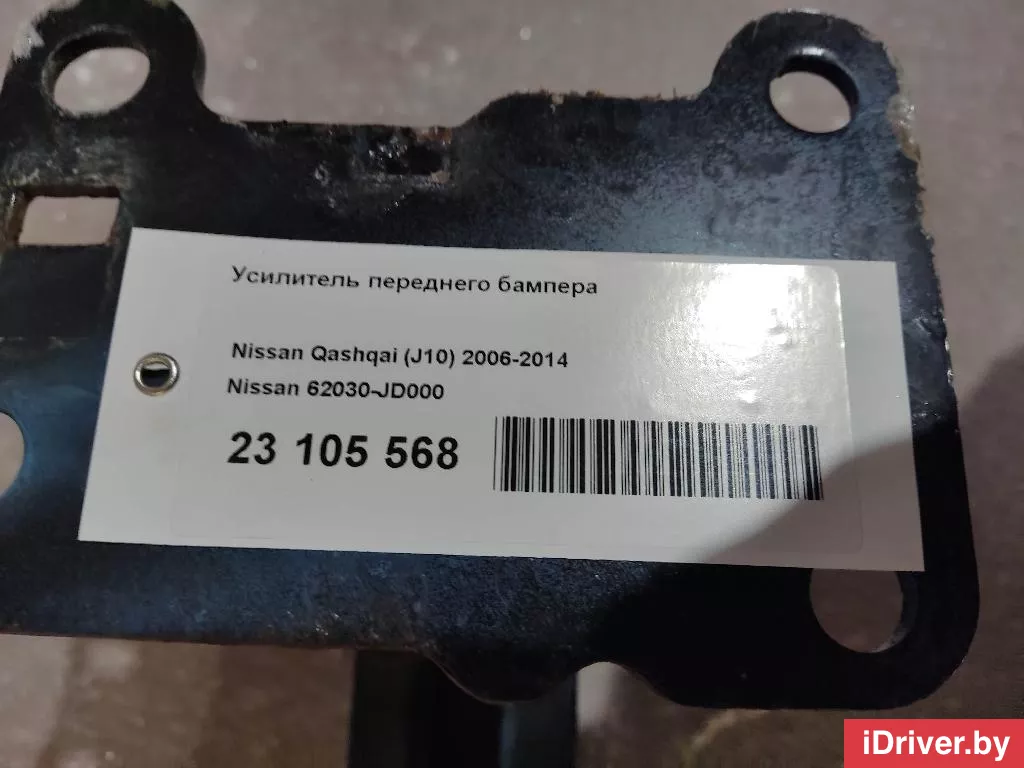 Усилитель переднего бампера
Nissan Qashqai (J10) 2006-2014
Nissan 62030-JD000
23 105 568
iDriver.by